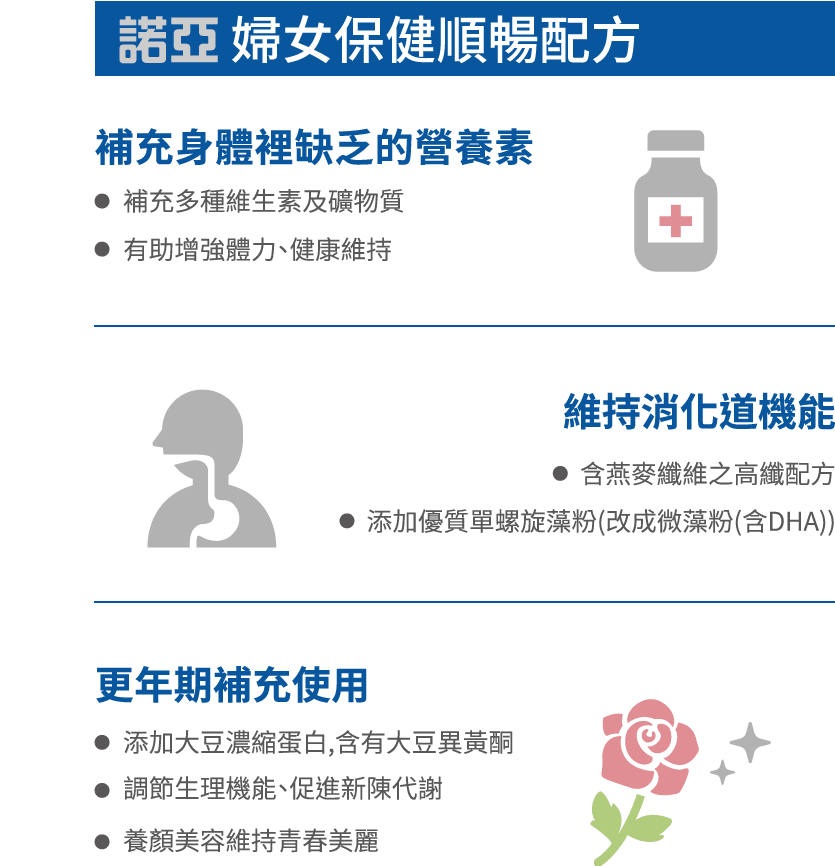 諾亞 婦女保健順暢配方
補充身體裡缺乏的營養素
● 補充多種維生素及礦物質
● 有助增強體力、健康維持
維持消化道機能
● 含燕麥纖維之高纖配方
● 添加優質單螺旋藻粉(改成微藻粉(含DHA))
更年期補充使用
● 添加大豆濃縮蛋白,含有大豆異黃酮
● 調節生理機能、促進新陳代謝
● 養顏美容維持青春美麗